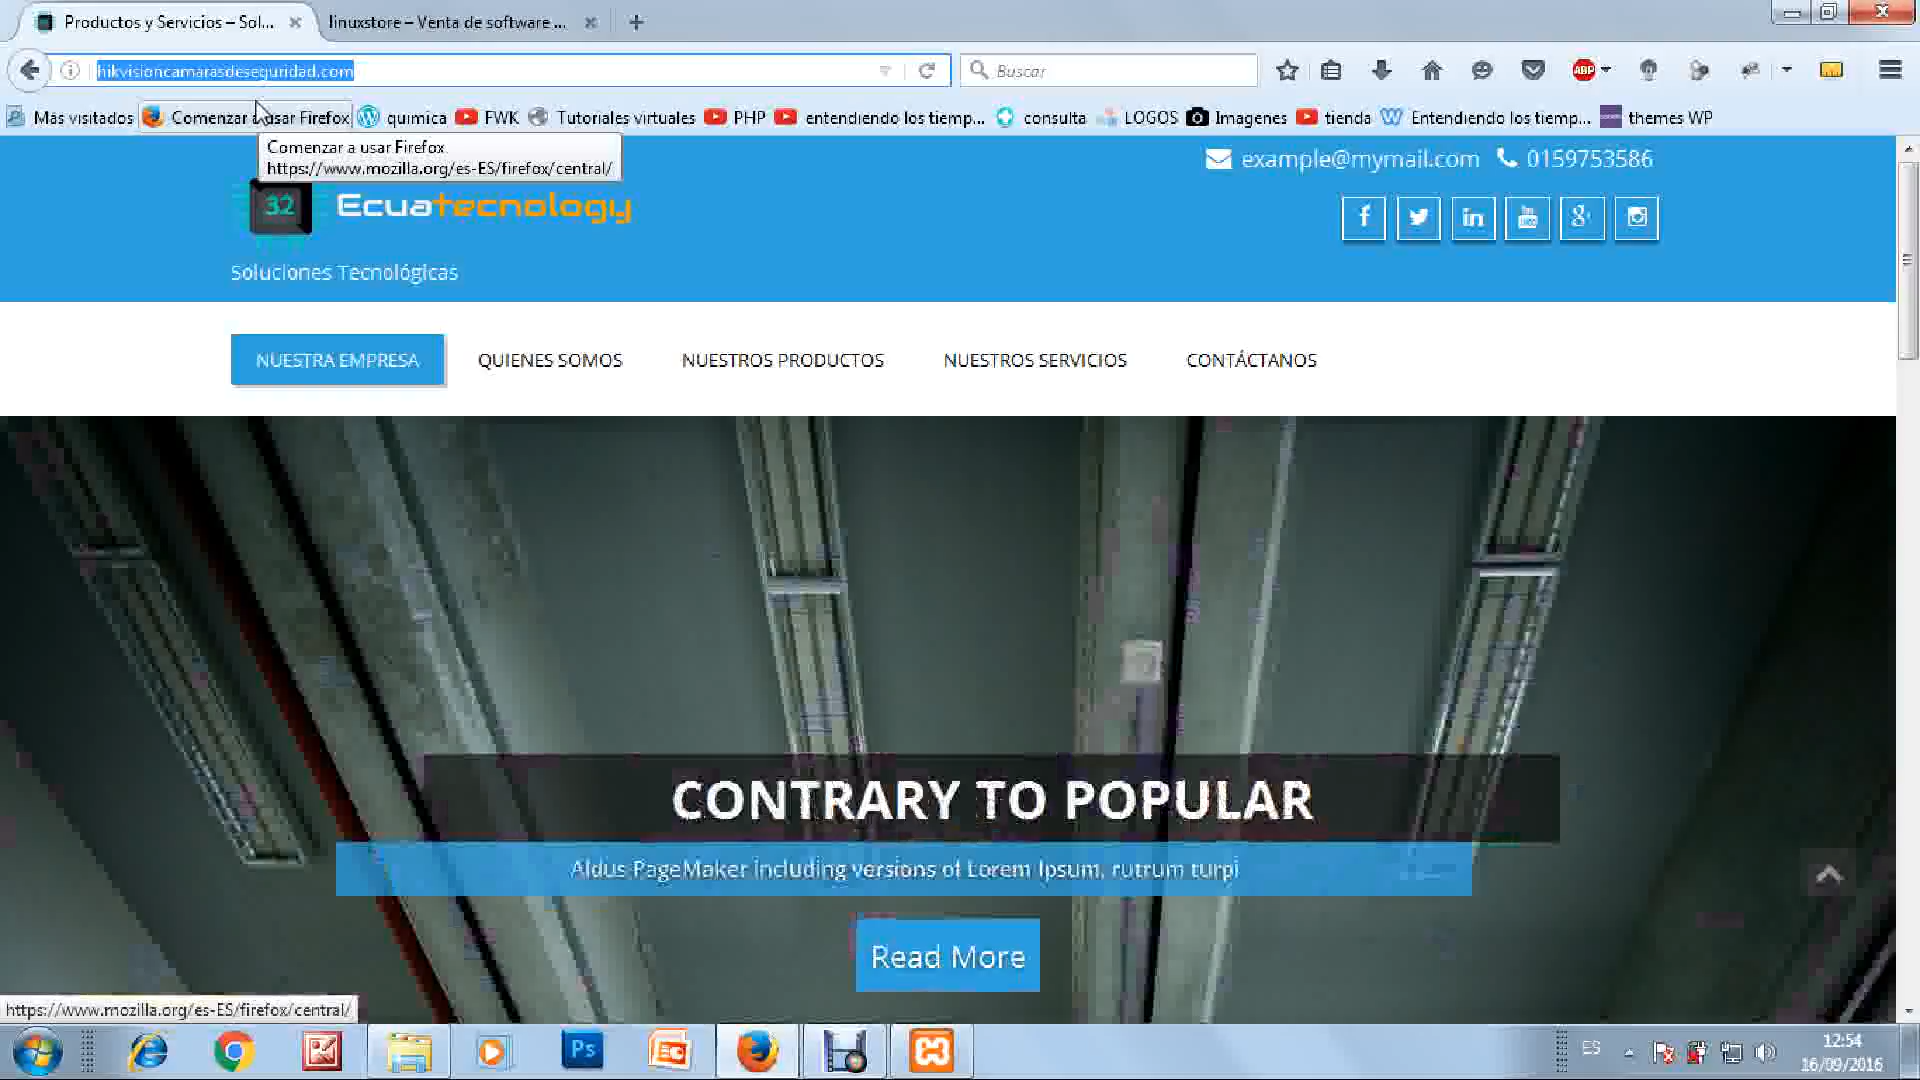 Productos y Servicios – Sol...
linuxstore – Venta de software ...
hikvisioncamarasdeseguridad.com
Buscar
ABP
Más visitados
Comenzar a usar Firefox
quimica
FWK
Tutoriales virtuales
PHP
entendiendo los tiemp...
consulta
LOGOS
Imagenes
tienda
Entendiendo los tiemp...
themes WP
Comenzar a usar Firefox
https://www.mozilla.org/es-ES/firefox/central/
example@mymail.com
0159753586
32
Ecuatecnology
Soluciones Tecnológicas
NUESTRA EMPRESA
QUIENES SOMOS
NUESTROS PRODUCTOS
NUESTROS SERVICIOS
CONTÁCTANOS
CONTRARY TO POPULAR
Aldus PageMaker including versions of Lorem Ipsum, rutrum turpi
Read More
https://www.mozilla.org/es-ES/firefox/central/
Ps
ES
12:54
16/09/2016